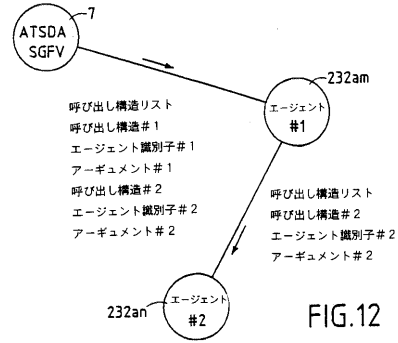 ATSDA
SGFV
7
232am
エージェント
#1
呼び出し構造リスト
呼び出し構造#1
エージェント識別子#1
アーギュメント#1
呼び出し構造#2
エージェント識別子#2
アーギュメント#2
呼び出し構造リスト
呼び出し構造#2
エージェント識別子#2
アーギュメント#2
232an
エージェント
#2
FIG.12